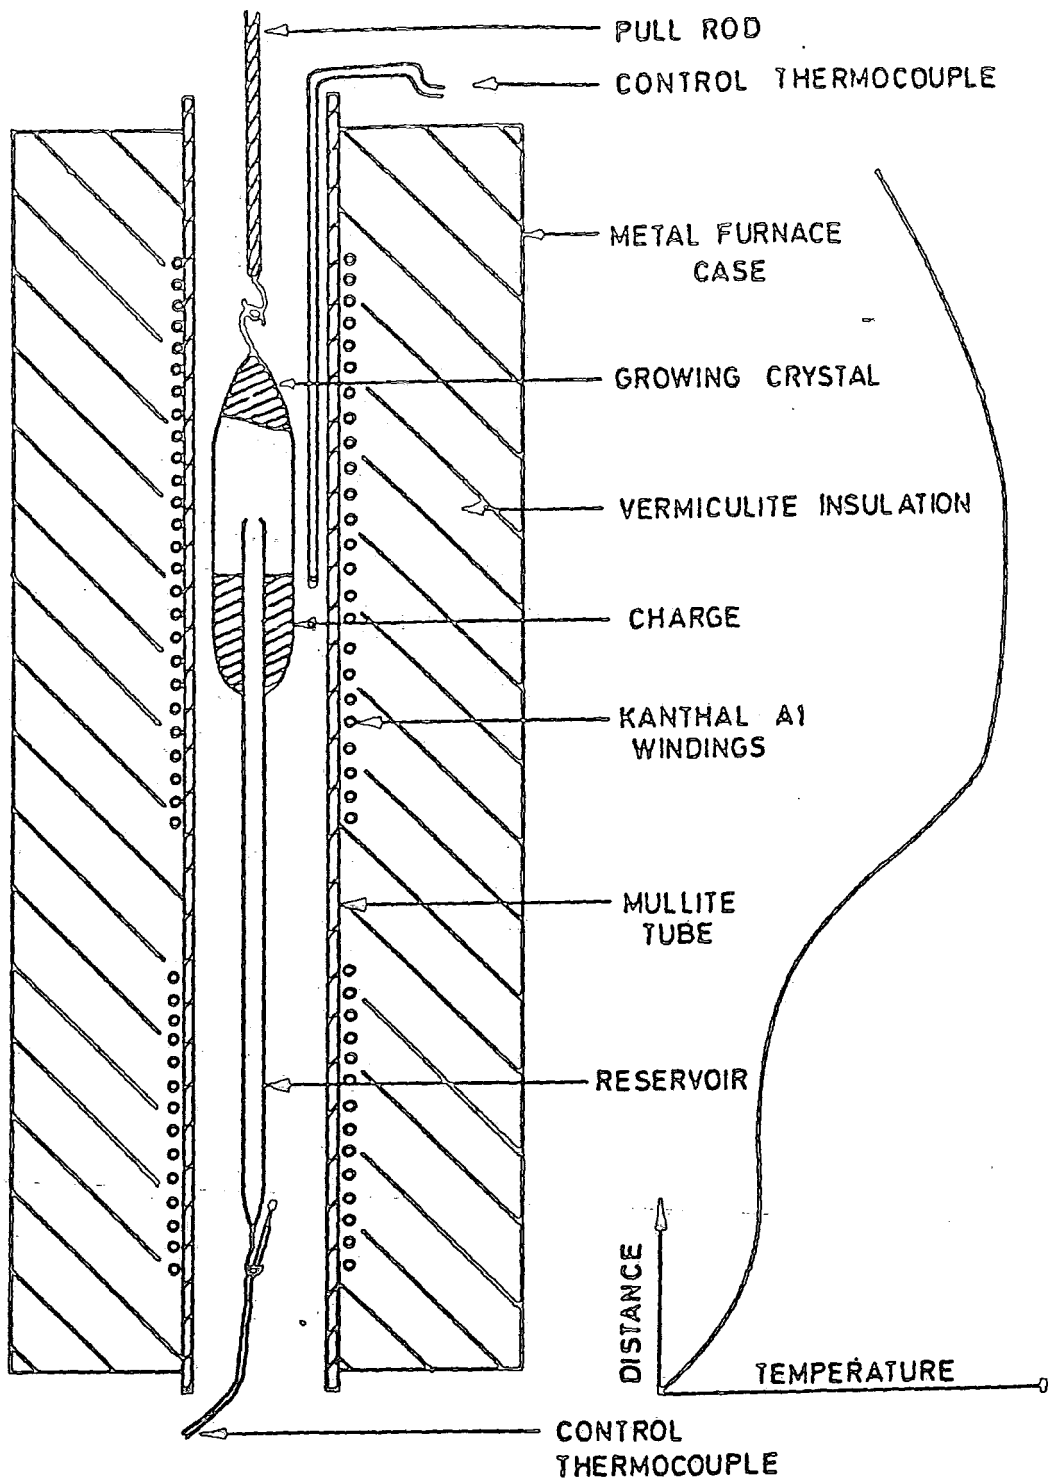 PULL ROD
CONTROL THERMOCOUPLE
METAL FURNACE
CASE
GROWING CRYSTAL
VERMICULITE INSULATION
CHARGE
KANTHAL A1
WINDINGS
MULLITE
TUBE
RESERVOIR
DISTANCE
TEMPERATURE
CONTROL
THERMOCOUPLE